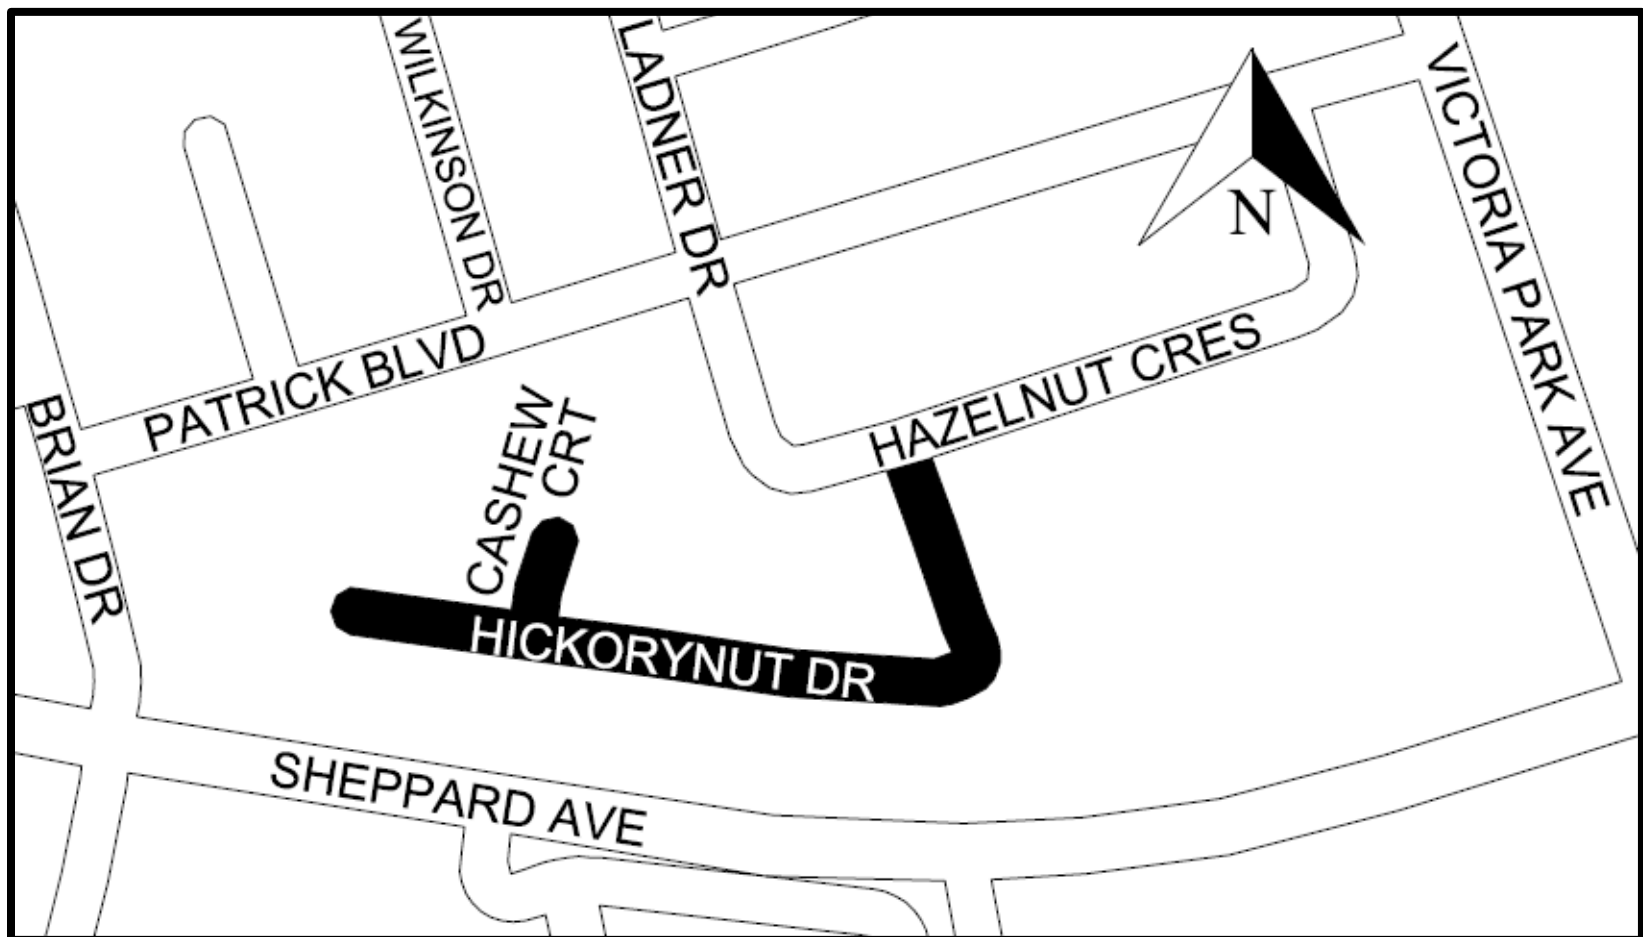 WILKINSON DR
LADNER DR
VICTORIA PARK AVE
N
PATRICK BLVD
HAZELNUT CRES
BRIAN DR
CASHEW
CRT
HICKORYNUT DR
SHEPPARD AVE